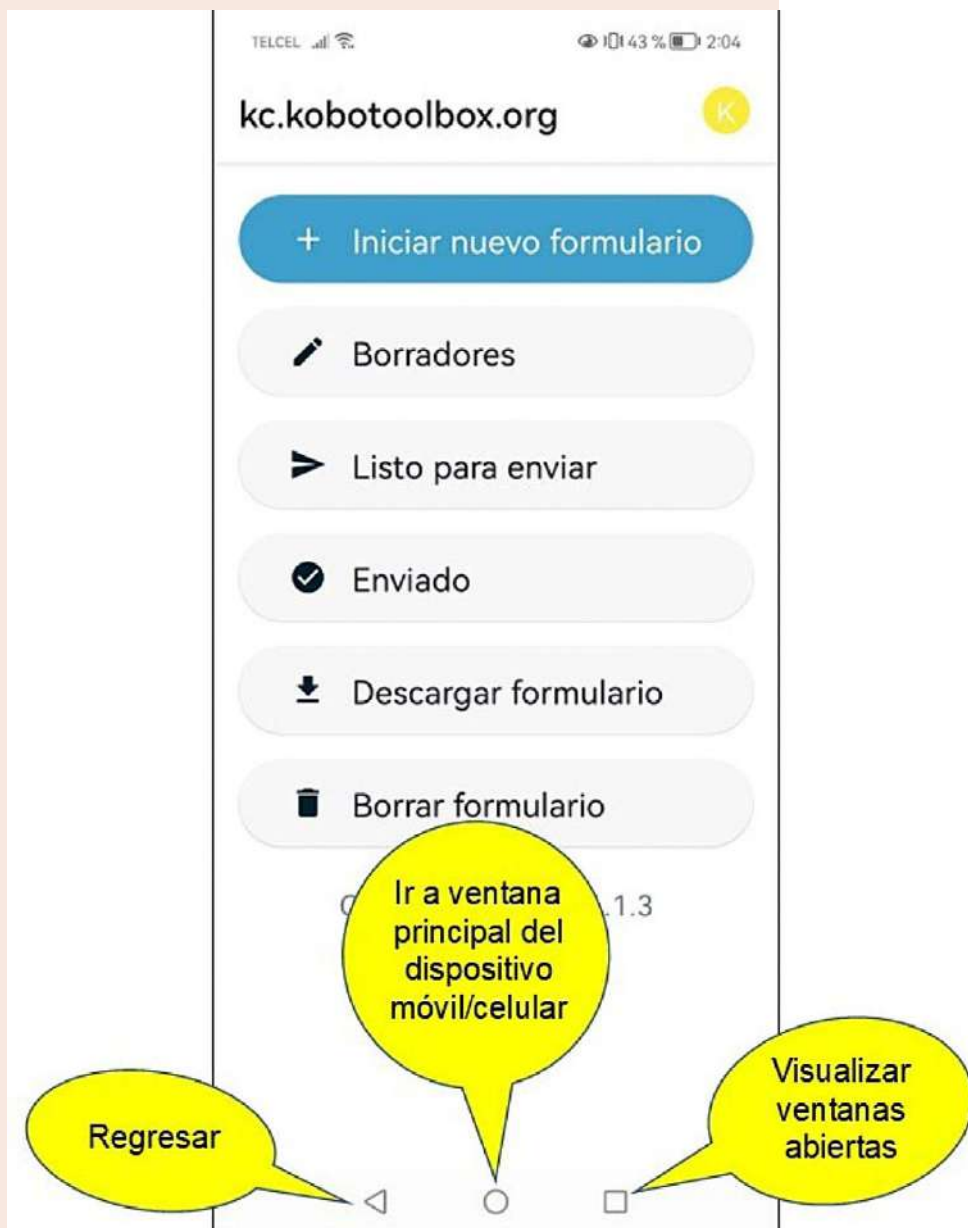 TELCEL 43 % 2:04
kc.kobotoolbox.org K
+ Iniciar nuevo formulario
Borradores
Listo para enviar
Enviado
Descargar formulario
Borrar formulario
.1.3
Ir a ventana
principal del
dispositivo
móvil/celular
Visualizar
ventanas
abiertas
Regresar